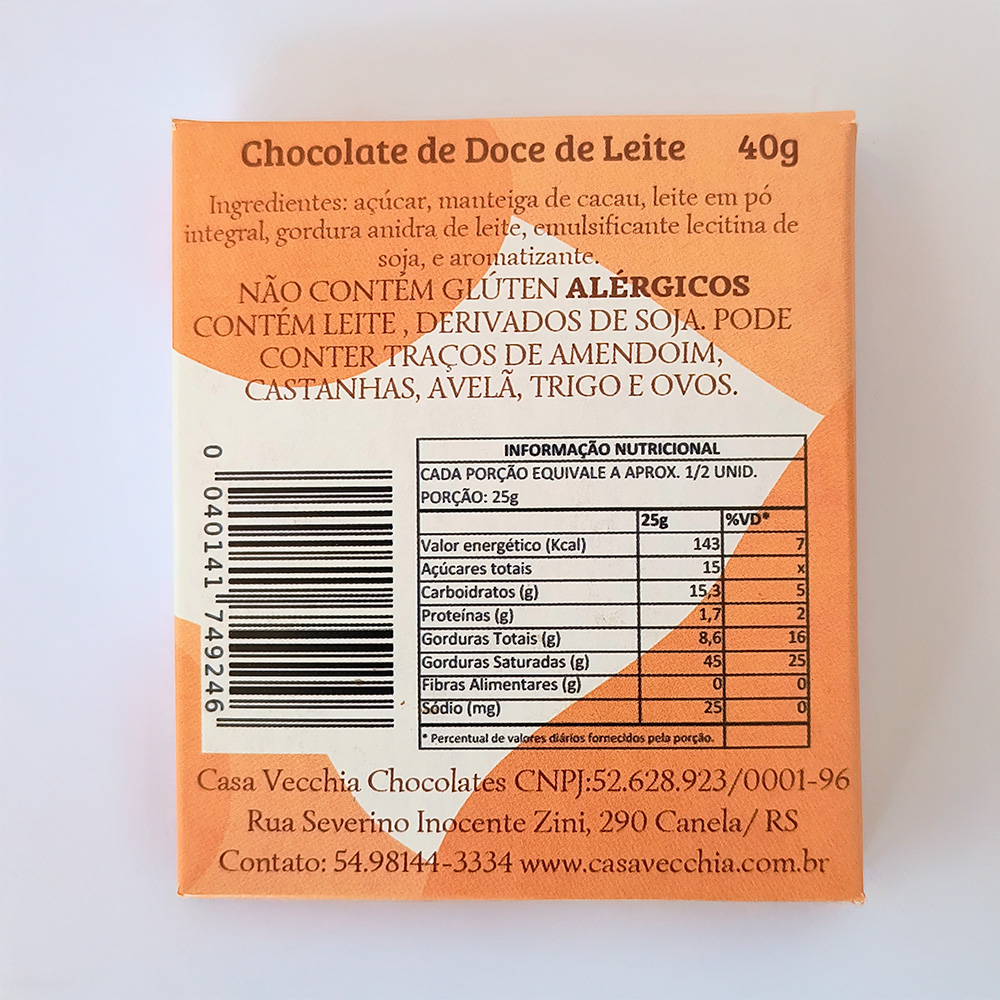 Chocolate de Doce de Leite 40g
Ingredientes: açúcar, manteiga de cacau, leite em pó
integral, gordura anidra de leite, emulsificante lecitina de
soja, e aromatizante.
NÃO CONTÉM GLÚTEN ALÉRGICOS
CONTÉM LEITE , DERIVADOS DE SOJA. PODE
CONTER TRAÇOS DE AMENDOIM,
CASTANHAS, AVELÃ, TRIGO E OVOS.
0 040141 749246
INFORMAÇÃO NUTRICIONAL
CADA PORÇÃO EQUIVALE A APROX. 1/2 UNID.
PORÇÃO: 25g
25g %VD*
Valor energético (Kcal) 143 7
Açúcares totais 15 x
Carboidratos (g) 15,3 5
Proteínas (g) 1,7 2
Gorduras Totais (g) 8,6 16
Gorduras Saturadas (g) 45 25
Fibras Alimentares (g) 0 0
Sódio (mg) 25 0
* Percentual de valores diários fornecidos pela porção.
Casa Vecchia Chocolates CNPJ:52.628.923/0001-96
Rua Severino Inocente Zini, 290 Canela/ RS
Contato: 54.98144-3334 www.casavecchia.com.br